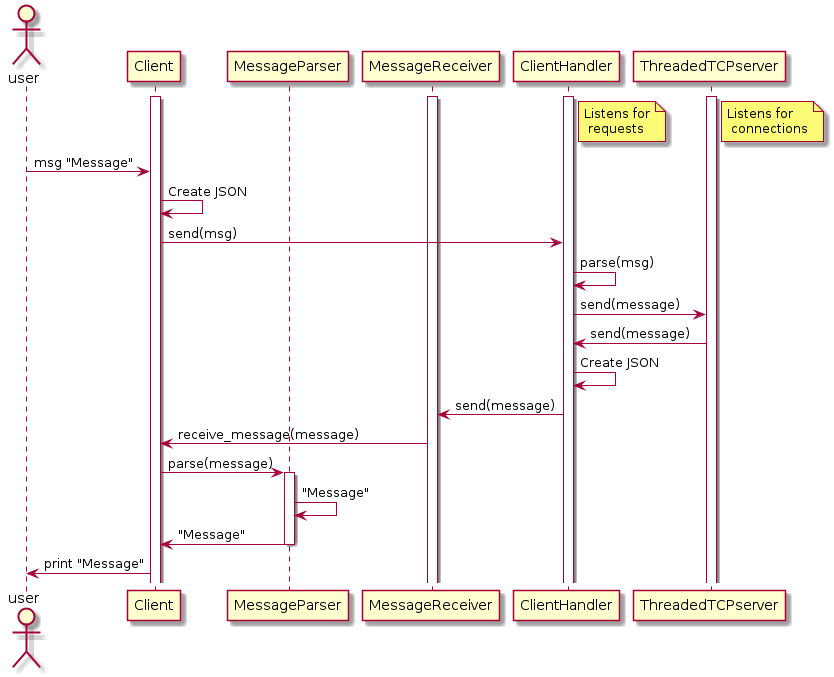 user
Client
MessageParser
MessageReceiver
ClientHandler
ThreadedTCPserver
Listens for
requests
Listens for
connections
msg "Message"
Create JSON
send(msg)
parse(msg)
send(message)
send(message)
Create JSON
send(message)
receive_message(message)
parse(message)
"Message"
"Message"
print "Message"
user
Client
MessageParser
MessageReceiver
ClientHandler
ThreadedTCPserver